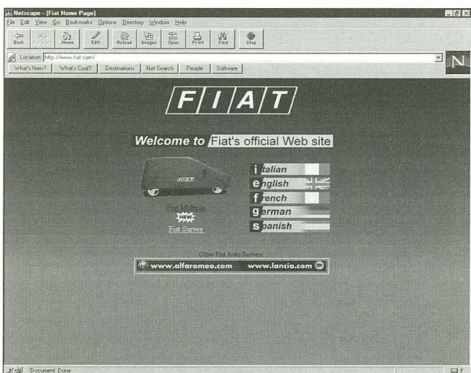 Netscape - [Fiat Home Page]
File Edit View Go Bookmarks Options Directory Window Help
Back Home Edit Reload Images Open Print Find Stop
Location: http://www.fiat.com/
What's New? What's Cool? Destinations Net Search People Software
N
FIAT
Welcome to Fiat's official Web site
italian
english
french
german
spanish
Fiat Multipla
NEW
Fiat Survey
Other Fiat Auto Servers
www.alfaromeo.com www.lancia.com
Document: Done